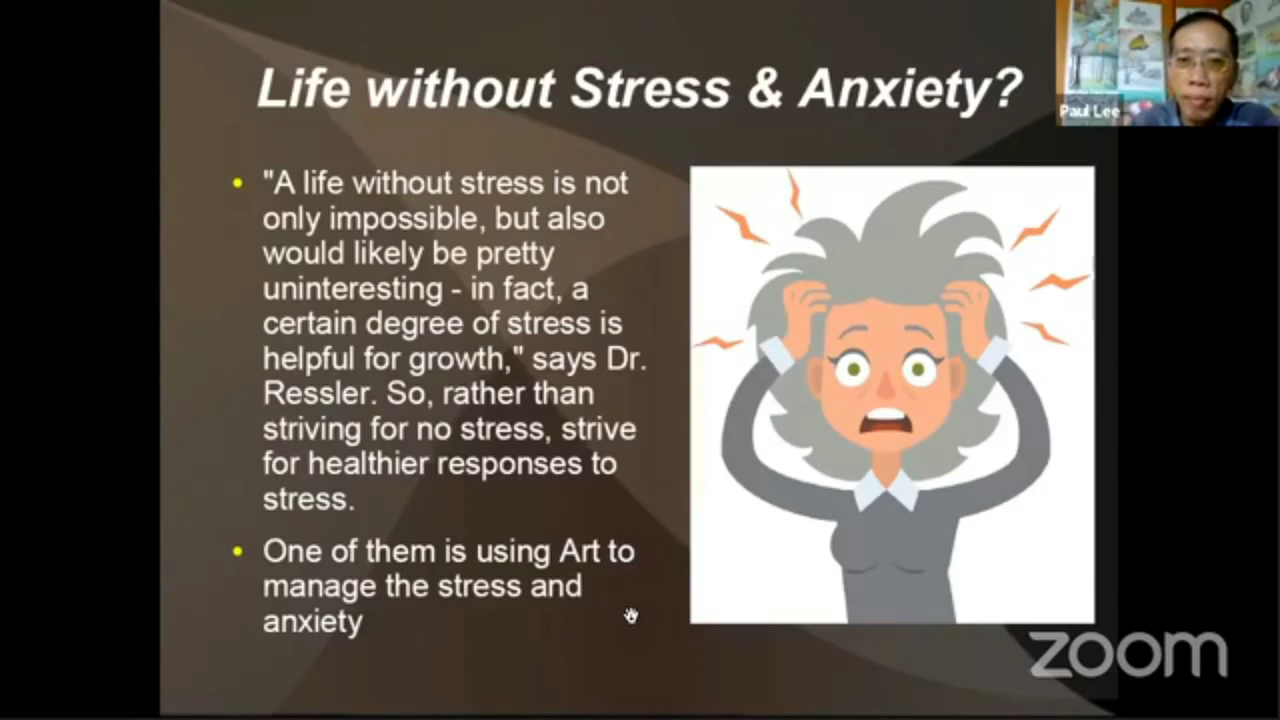 Life without Stress & Anxiety?
Paul Lee
"A life without stress is not
only impossible, but also
would likely be pretty
uninteresting - in fact, a
certain degree of stress is
helpful for growth," says Dr.
Ressler. So, rather than
striving for no stress, strive
for healthier responses to
stress.
One of them is using Art to
manage the stress and
anxiety
zoom